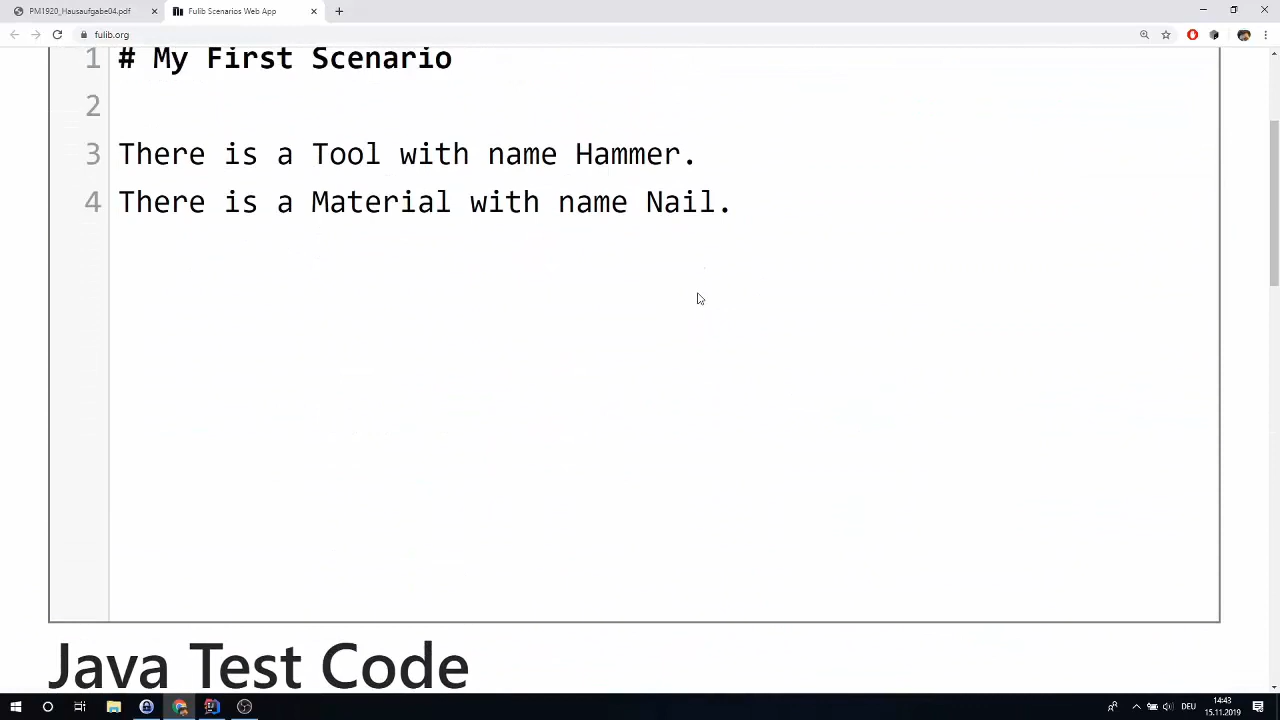 PM1920_Hausaufgabe04.pdf
Fulib Scenarios Web App
fulib.org
1 # My First Scenario
2
3 There is a Tool with name Hammer.
4 There is a Material with name Nail.
Java Test Code
DEU
14:43
15.11.2019